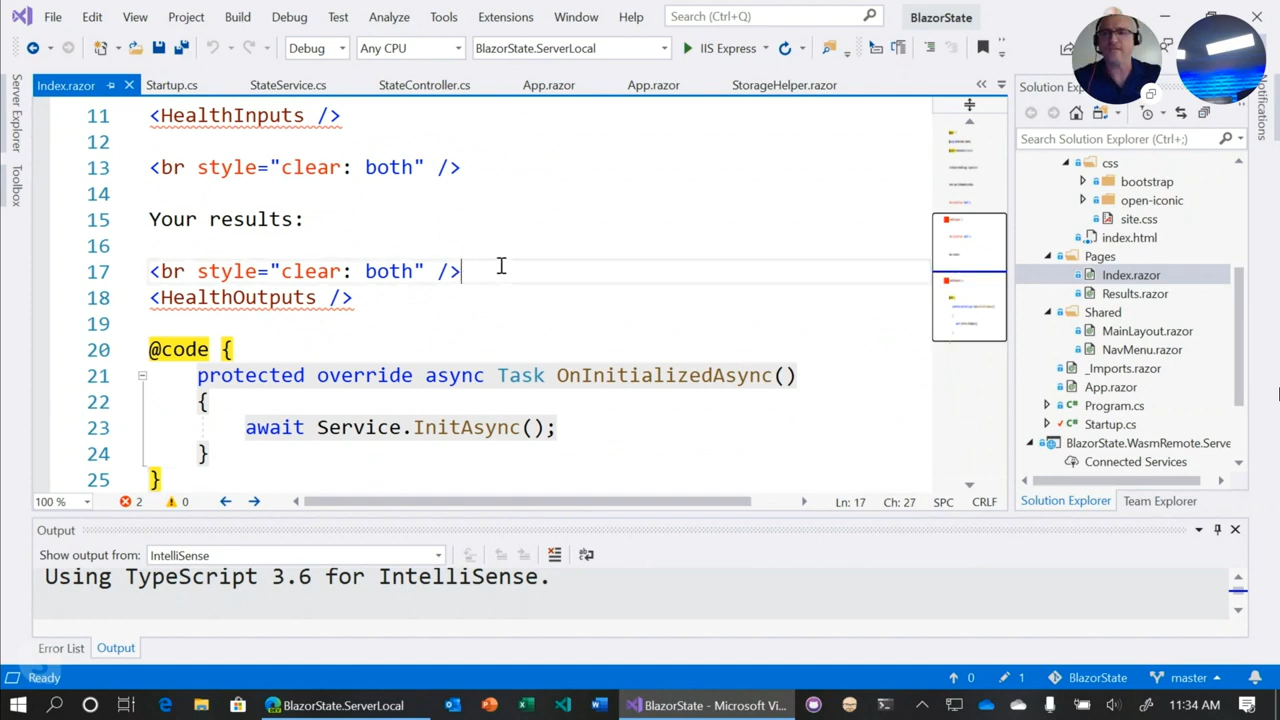 File Edit View Project Build Debug Test Analyze Tools Extensions Window Help Search (Ctrl+Q) BlazorState
Debug Any CPU BlazorState.ServerLocal IIS Express
Server Explorer
Toolbox
Notifications
Index.razor Startup.cs StateService.cs StateController.cs App.razor App.razor StorageHelper.razor
11 <HealthInputs />
12
13 <br style="clear: both" />
14
15 Your results:
16
17 <br style="clear: both" />
18 <HealthOutputs />
19
20 @code {
21 protected override async Task OnInitializedAsync()
22 {
23 await Service.InitAsync();
24 }
25 }
100 % 2 0 Ln: 17 Ch: 27 SPC CRLF
Solution Explorer
Search Solution Explorer (Ctrl+;)
css
bootstrap
open-iconic
site.css
index.html
Pages
Index.razor
Results.razor
Shared
MainLayout.razor
NavMenu.razor
_Imports.razor
App.razor
Program.cs
Startup.cs
BlazorState.WasmRemote.Serve
Connected Services
Solution Explorer Team Explorer
Output
Show output from: IntelliSense
Using TypeScript 3.6 for IntelliSense.
Error List Output
Ready 0 1 BlazorState master
BlazorState.ServerLocal BlazorState - Microsoft Vi... 11:34 AM